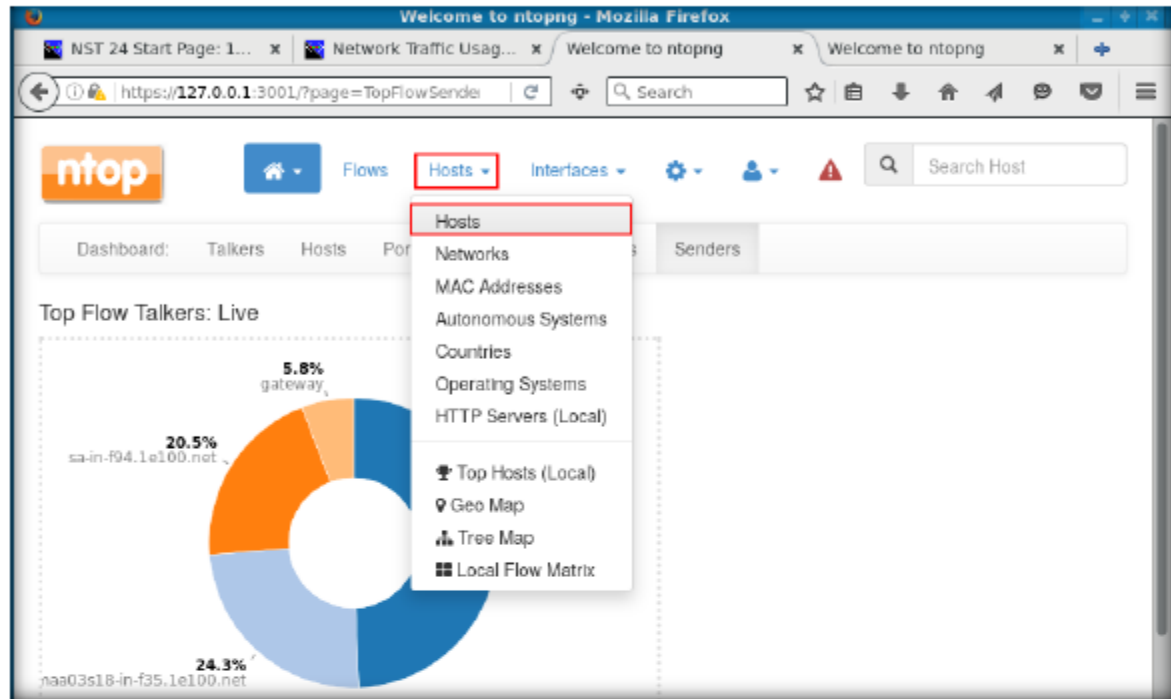 Welcome to ntopng - Mozilla Firefox
NST 24 Start Page: 1... × Network Traffic Usag... × Welcome to ntopng × Welcome to ntopng ×
https://127.0.0.1:3001/?page=TopFlowSender Search
ntop Flows Hosts Interfaces Search Host
Dashboard: Talkers Hosts Por s Senders
Hosts
Networks
MAC Addresses
Autonomous Systems
Countries
Operating Systems
HTTP Servers (Local)
Top Hosts (Local)
Geo Map
Tree Map
Local Flow Matrix
Top Flow Talkers: Live
5.8%
gateway
20.5%
sa-in-f94.1e100.net
24.3%
naa03s18-in-f35.1e100.net